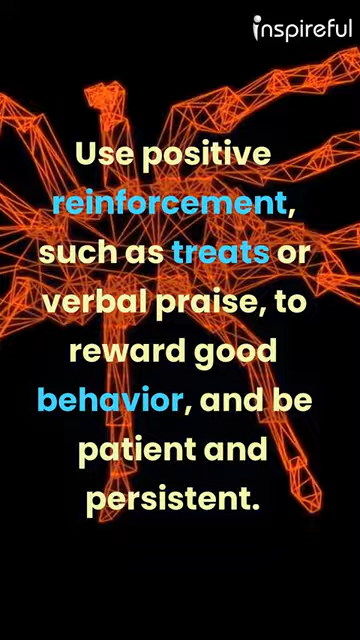 inspireful
Use positive
reinforcement,
such as treats or
verbal praise, to
reward good
behavior, and be
patient and
persistent.